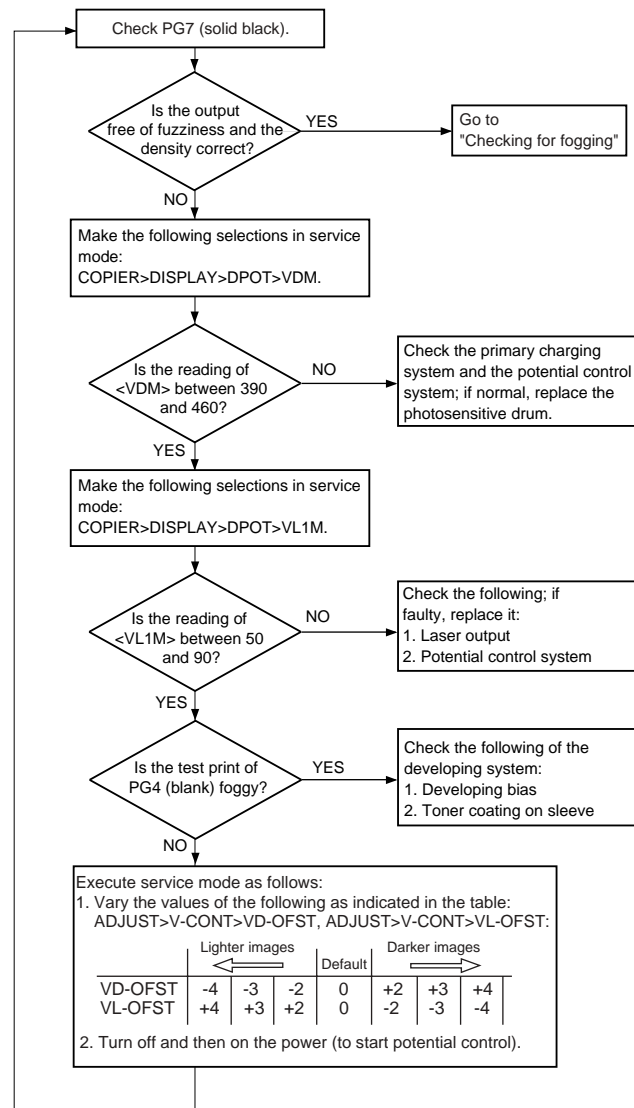 Check PG7 (solid black).
Is the output
free of fuzziness and the
density correct?
YES
Go to
"Checking for fogging"
NO
Make the following selections in service
mode:
COPIER>DISPLAY>DPOT>VDM.
Is the reading of
<VDM> between 390
and 460?
NO
Check the primary charging
system and the potential control
system; if normal, replace the
photosensitive drum.
YES
Make the following selections in service
mode:
COPIER>DISPLAY>DPOT>VL1M.
Is the reading of
<VL1M> between 50
and 90?
NO
Check the following; if
faulty, replace it:
1. Laser output
2. Potential control system
YES
Is the test print of
PG4 (blank) foggy?
YES
Check the following of the
developing system:
1. Developing bias
2. Toner coating on sleeve
NO
Execute service mode as follows:
1. Vary the values of the following as indicated in the table:
ADJUST>V-CONT>VD-OFST, ADJUST>V-CONT>VL-OFST:
Lighter images Default Darker images
VD-OFST -4 -3 -2 0 +2 +3 +4
VL-OFST +4 +3 +2 0 -2 -3 -4
2. Turn off and then on the power (to start potential control).